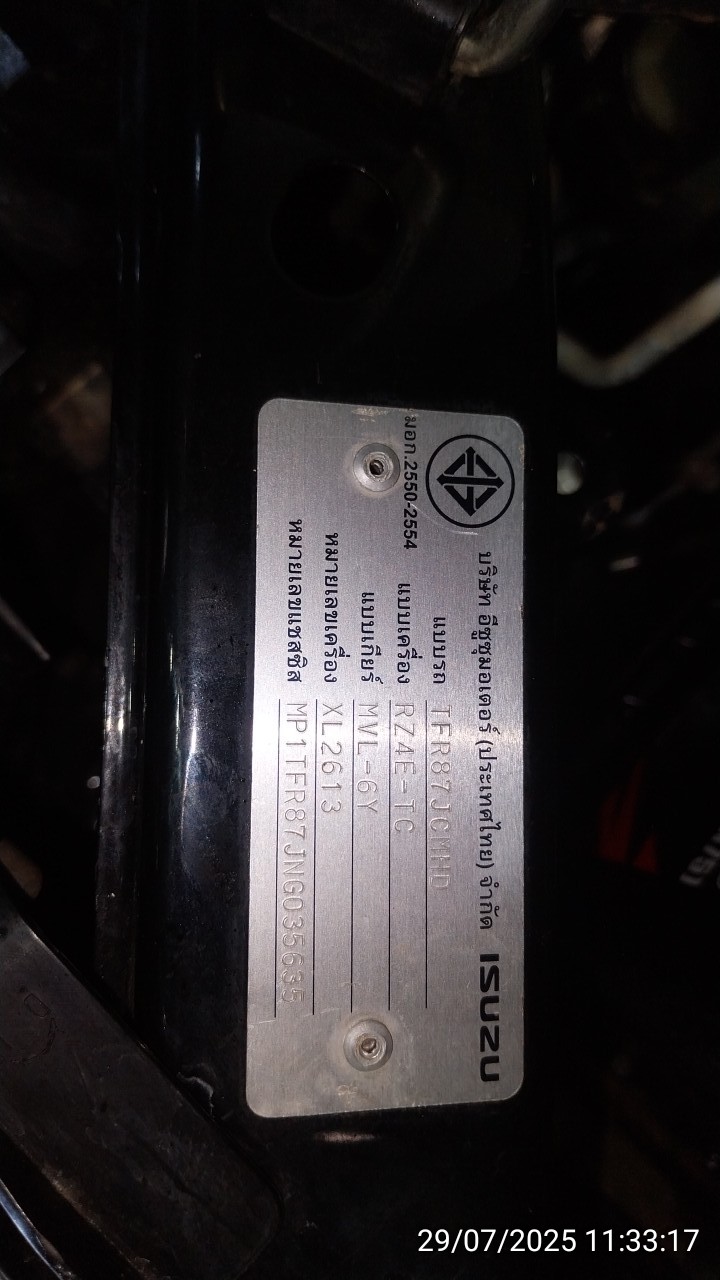 บริษัท อีซูซุมอเตอร์ (ประเทศไทย) จำกัด ISUZU
มอก.2550-2554
แบบรถ TFR87JCMHD
แบบเครื่อง RZ4E-TC
แบบเกียร์ MVL-6Y
หมายเลขเครื่อง XL2613
หมายเลขแชสซิส MP1TFR87JNG035635
29/07/2025 11:33:17